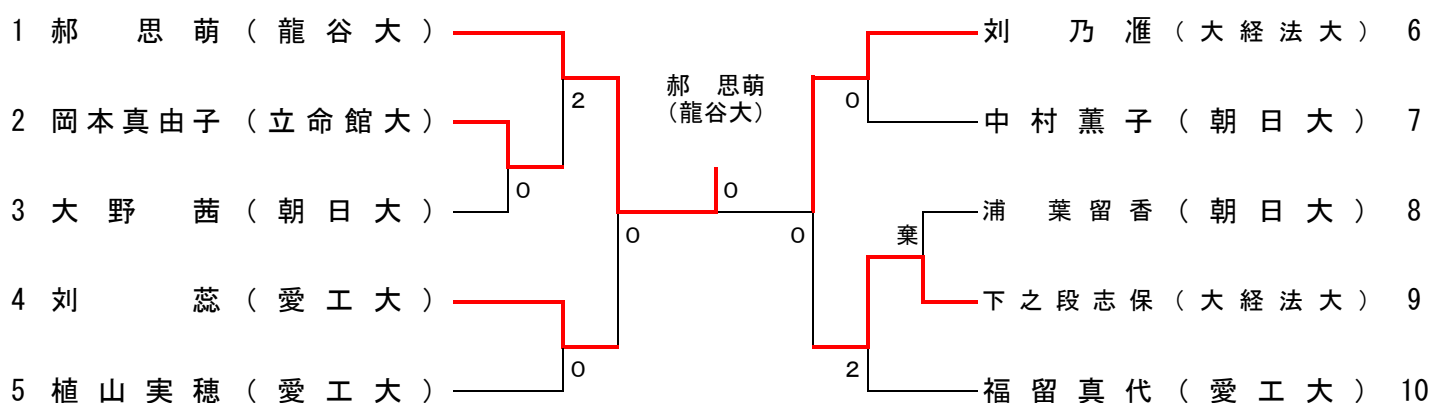 1 郝 思 萌 ( 龍 谷 大 )
2 岡本真由子 ( 立命館大 )
3 大 野 茜 ( 朝 日 大 )
4 刘 蕊 ( 愛 工 大 )
5 植 山 実 穂 ( 愛 工 大 )
2
0
0
0
郝 思萌
(龍谷大)
0
0
0
棄
2
刘 乃 凗 ( 大 経 法 大 ) 6
中 村 薫 子 ( 朝 日 大 ) 7
浦 葉 留 香 ( 朝 日 大 ) 8
下 之 段 志 保 ( 大 経 法 大 ) 9
福 留 真 代 ( 愛 工 大 ) 10